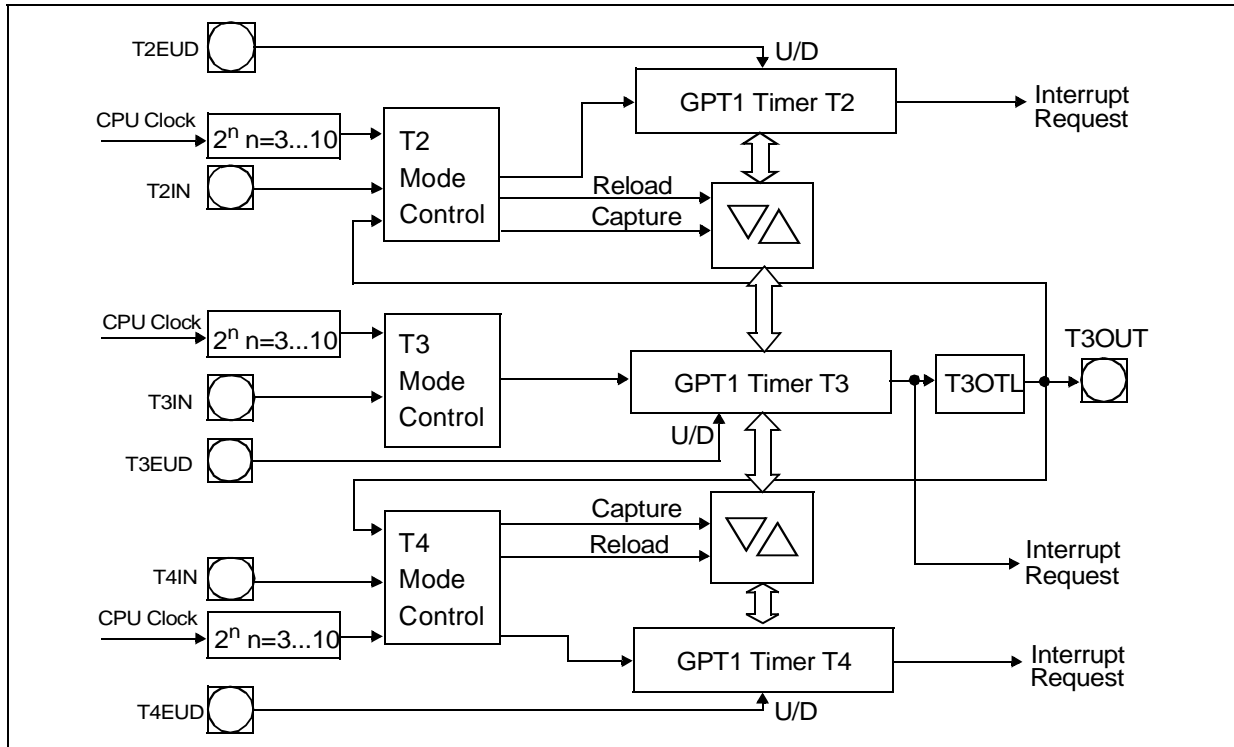 T2EUD
U/D
GPT1 Timer T2
Interrupt
Request
CPU Clock
2ⁿ n=3...10
T2IN
T2
Mode
Control
Reload
Capture
CPU Clock
2ⁿ n=3...10
T3IN
T3EUD
T3
Mode
Control
GPT1 Timer T3
U/D
T3OTL
T3OUT
Interrupt
Request
T4IN
CPU Clock
2ⁿ n=3...10
T4
Mode
Control
Capture
Reload
GPT1 Timer T4
Interrupt
Request
T4EUD
U/D